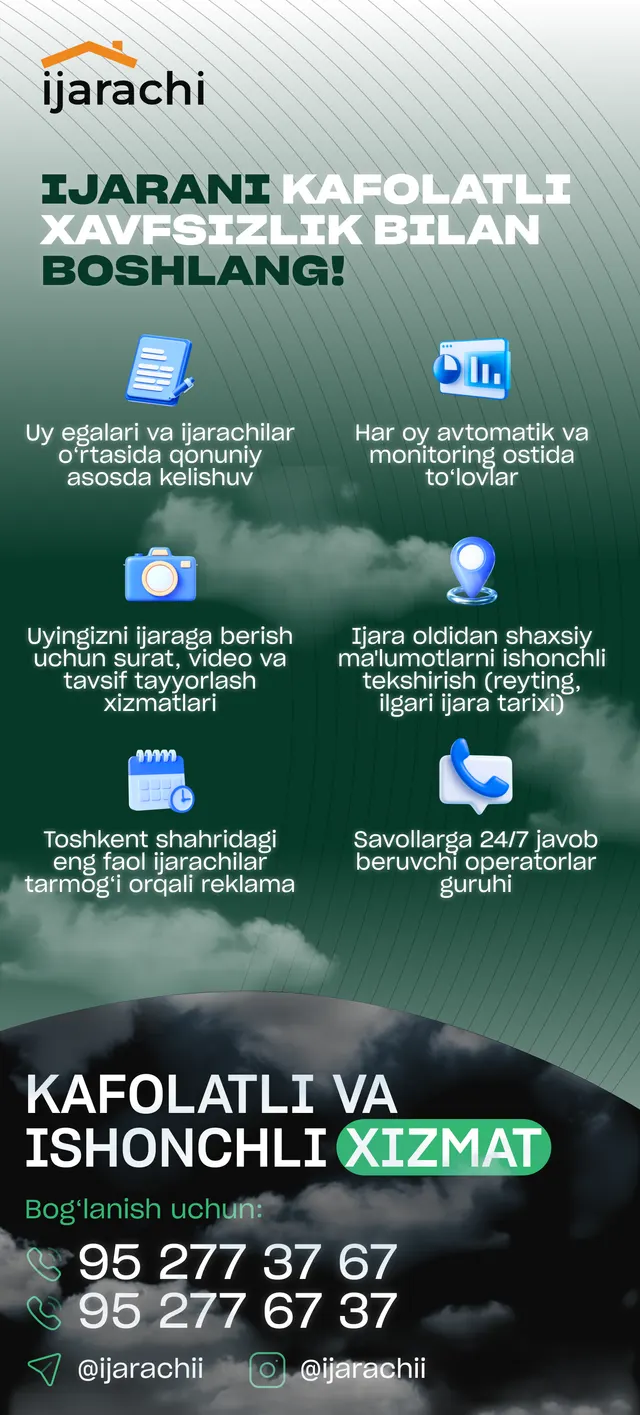 ijarachi
IJARANI KAFOLATLI
XAVFSIZLIK BILAN
BOSHLANG!
Uy egalari va ijarachilar
o‘rtasida qonuniy
asosda kelishuv
Har oy avtomatik va
monitoring ostida
to‘lovlar
Uyingizni ijaraga berish
uchun surat, video va
tavsif tayyorlash
xizmatlari
Ijara oldidan shaxsiy
ma'lumotlarni ishonchli
tekshirish (reyting,
ilgari ijara tarixi)
Toshkent shahridagi
eng faol ijarachilar
tarmog‘i orqali reklama
Savollarga 24/7 javob
beruvchi operatorlar
guruhi
KAFOLATLI VA
ISHONCHLI XIZMAT
Bog‘lanish uchun:
95 277 37 67
95 277 67 37
@ijarachii @ijarachii